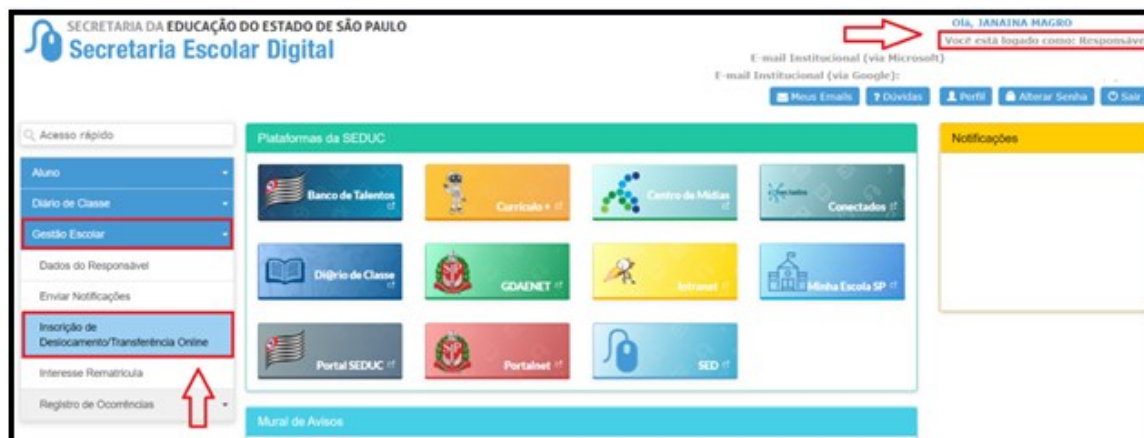 SECRETARIA DA EDUCAÇÃO DO ESTADO DE SÃO PAULO
Secretaria Escolar Digital
Olá, JANAINA MAGRO
Você está logado como: Responsáve
E-mail Institucional (via Microsoft)
E-mail Institucional (via Google):
Meus Emails
? Dúvidas
Perfil
Alterar Senha
Sair
Acesso rápido
Aluno
Diário de Classe
Gestão Escolar
Dados do Responsável
Enviar Notificações
Inscrição de
Deslocamento/Transferência Online
Interesse Rematrícula
Registro de Ocorrências
Plataformas da SEDUC
Banco de Talentos
Currículo +
Centro de Mídias
Conectados
Di@rio de Classe
GDAENET
Intranet
Minha Escola SP
Portal SEDUC
Portalnet
SED
Mural de Avisos
Notificações